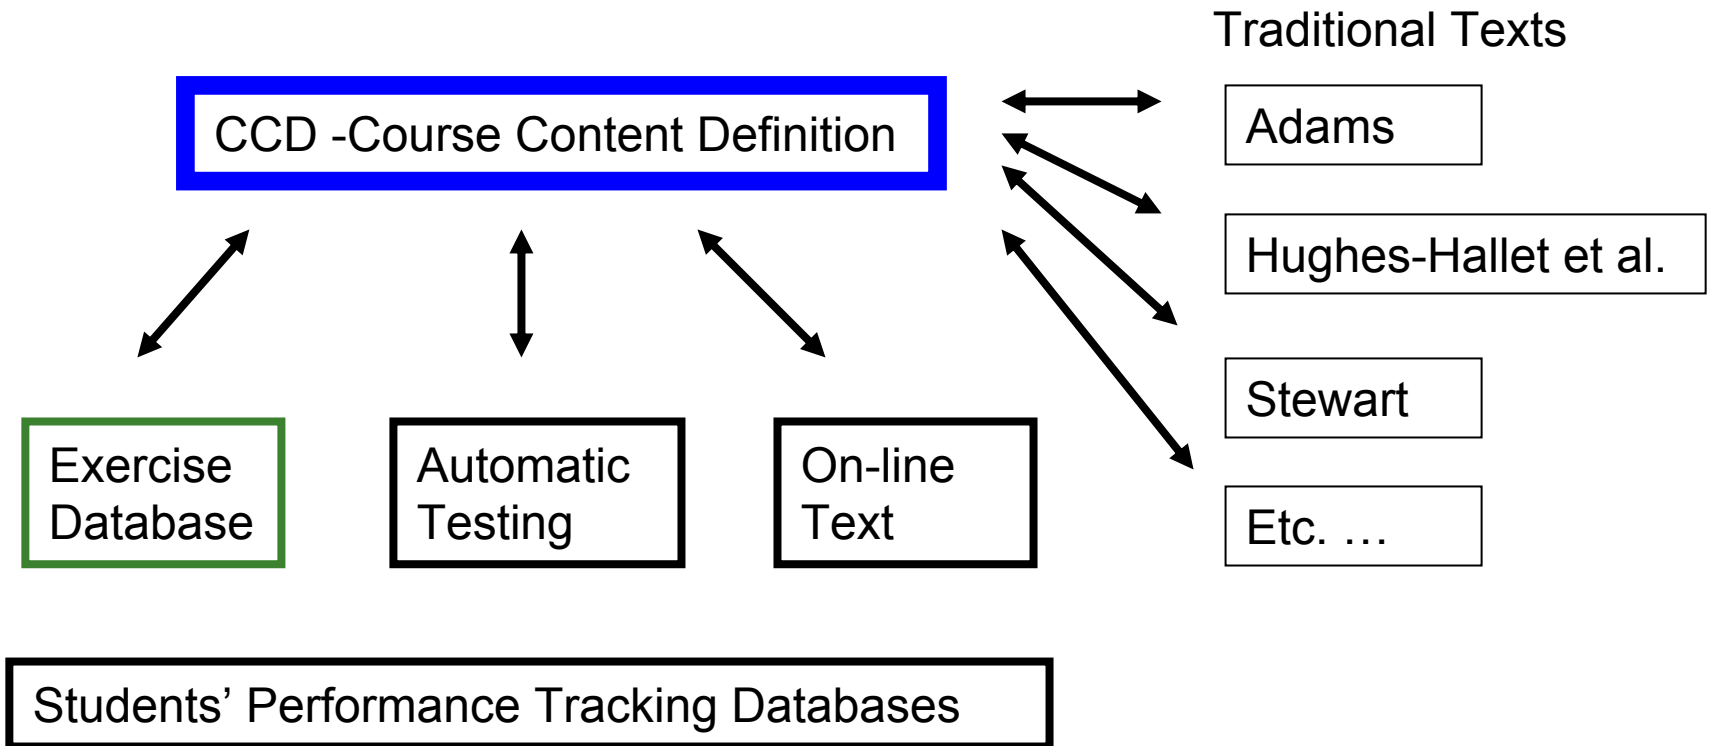 Traditional Texts
CCD -Course Content Definition
Adams
Hughes-Hallet et al.
Stewart
Etc. …
Exercise
Database
Automatic
Testing
On-line
Text
Students’ Performance Tracking Databases